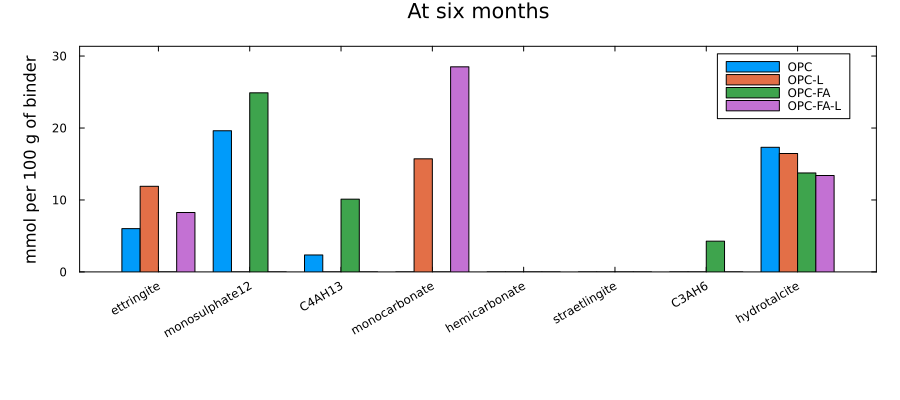 At six months
mmol per 100 g of binder
30
20
10
0
OPC
OPC-L
OPC-FA
OPC-FA-L
ettringite
monosulphate12
C4AH13
monocarbonate
hemicarbonate
straetlingite
C3AH6
hydrotalcite